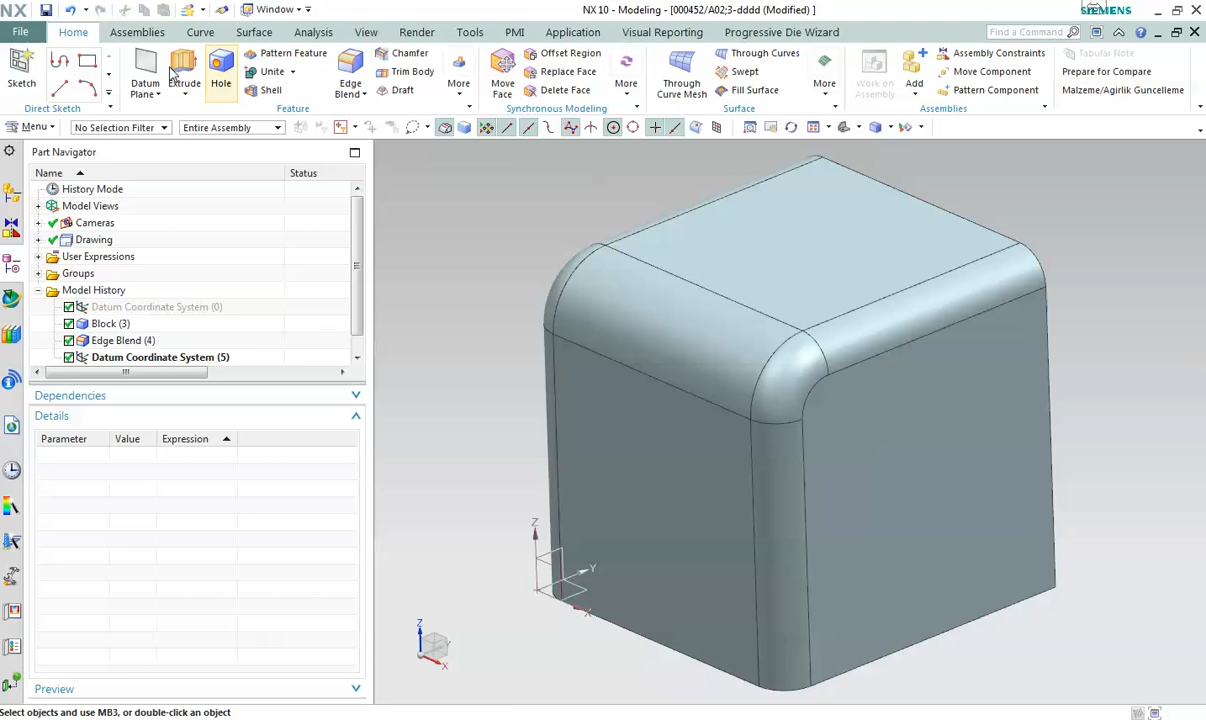 NX
Window
NX 10 - Modeling - [000452/A02;3-dddd (Modified) ]
SIEMENS
File
Home
Assemblies
Curve
Surface
Analysis
View
Render
Tools
PMI
Application
Visual Reporting
Progressive Die Wizard
Find a Command
Sketch
Datum Plane
Extrude
Hole
Pattern Feature
Unite
Shell
Edge Blend
Chamfer
Trim Body
Draft
More
Move Face
Offset Region
Replace Face
Delete Face
More
Through Curve Mesh
Through Curves
Swept
Fill Surface
More
Work on Assembly
Add
Assembly Constraints
Move Component
Pattern Component
Tabular Note
Prepare for Compare
Malzeme/Agirlik Guncelleme
Direct Sketch
Feature
Synchronous Modeling
Surface
Assemblies
Menu
No Selection Filter
Entire Assembly
Part Navigator
Name
Status
History Mode
Model Views
Cameras
Drawing
User Expressions
Groups
Model History
Datum Coordinate System (0)
Block (3)
Edge Blend (4)
Datum Coordinate System (5)
Dependencies
Details
Parameter
Value
Expression
Preview
Z
Y
X
Z
Y
X
Select objects and use MB3, or double-click an object